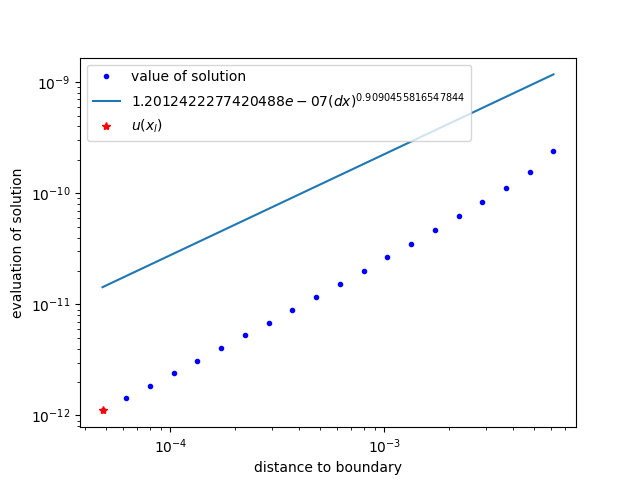 value of solution
1.2012422277420488e − 07(dx)^0.9090455816547844
u(x_l)
10^−9
10^−10
10^−11
10^−12
evaluation of solution
10^−4
10^−3
distance to boundary